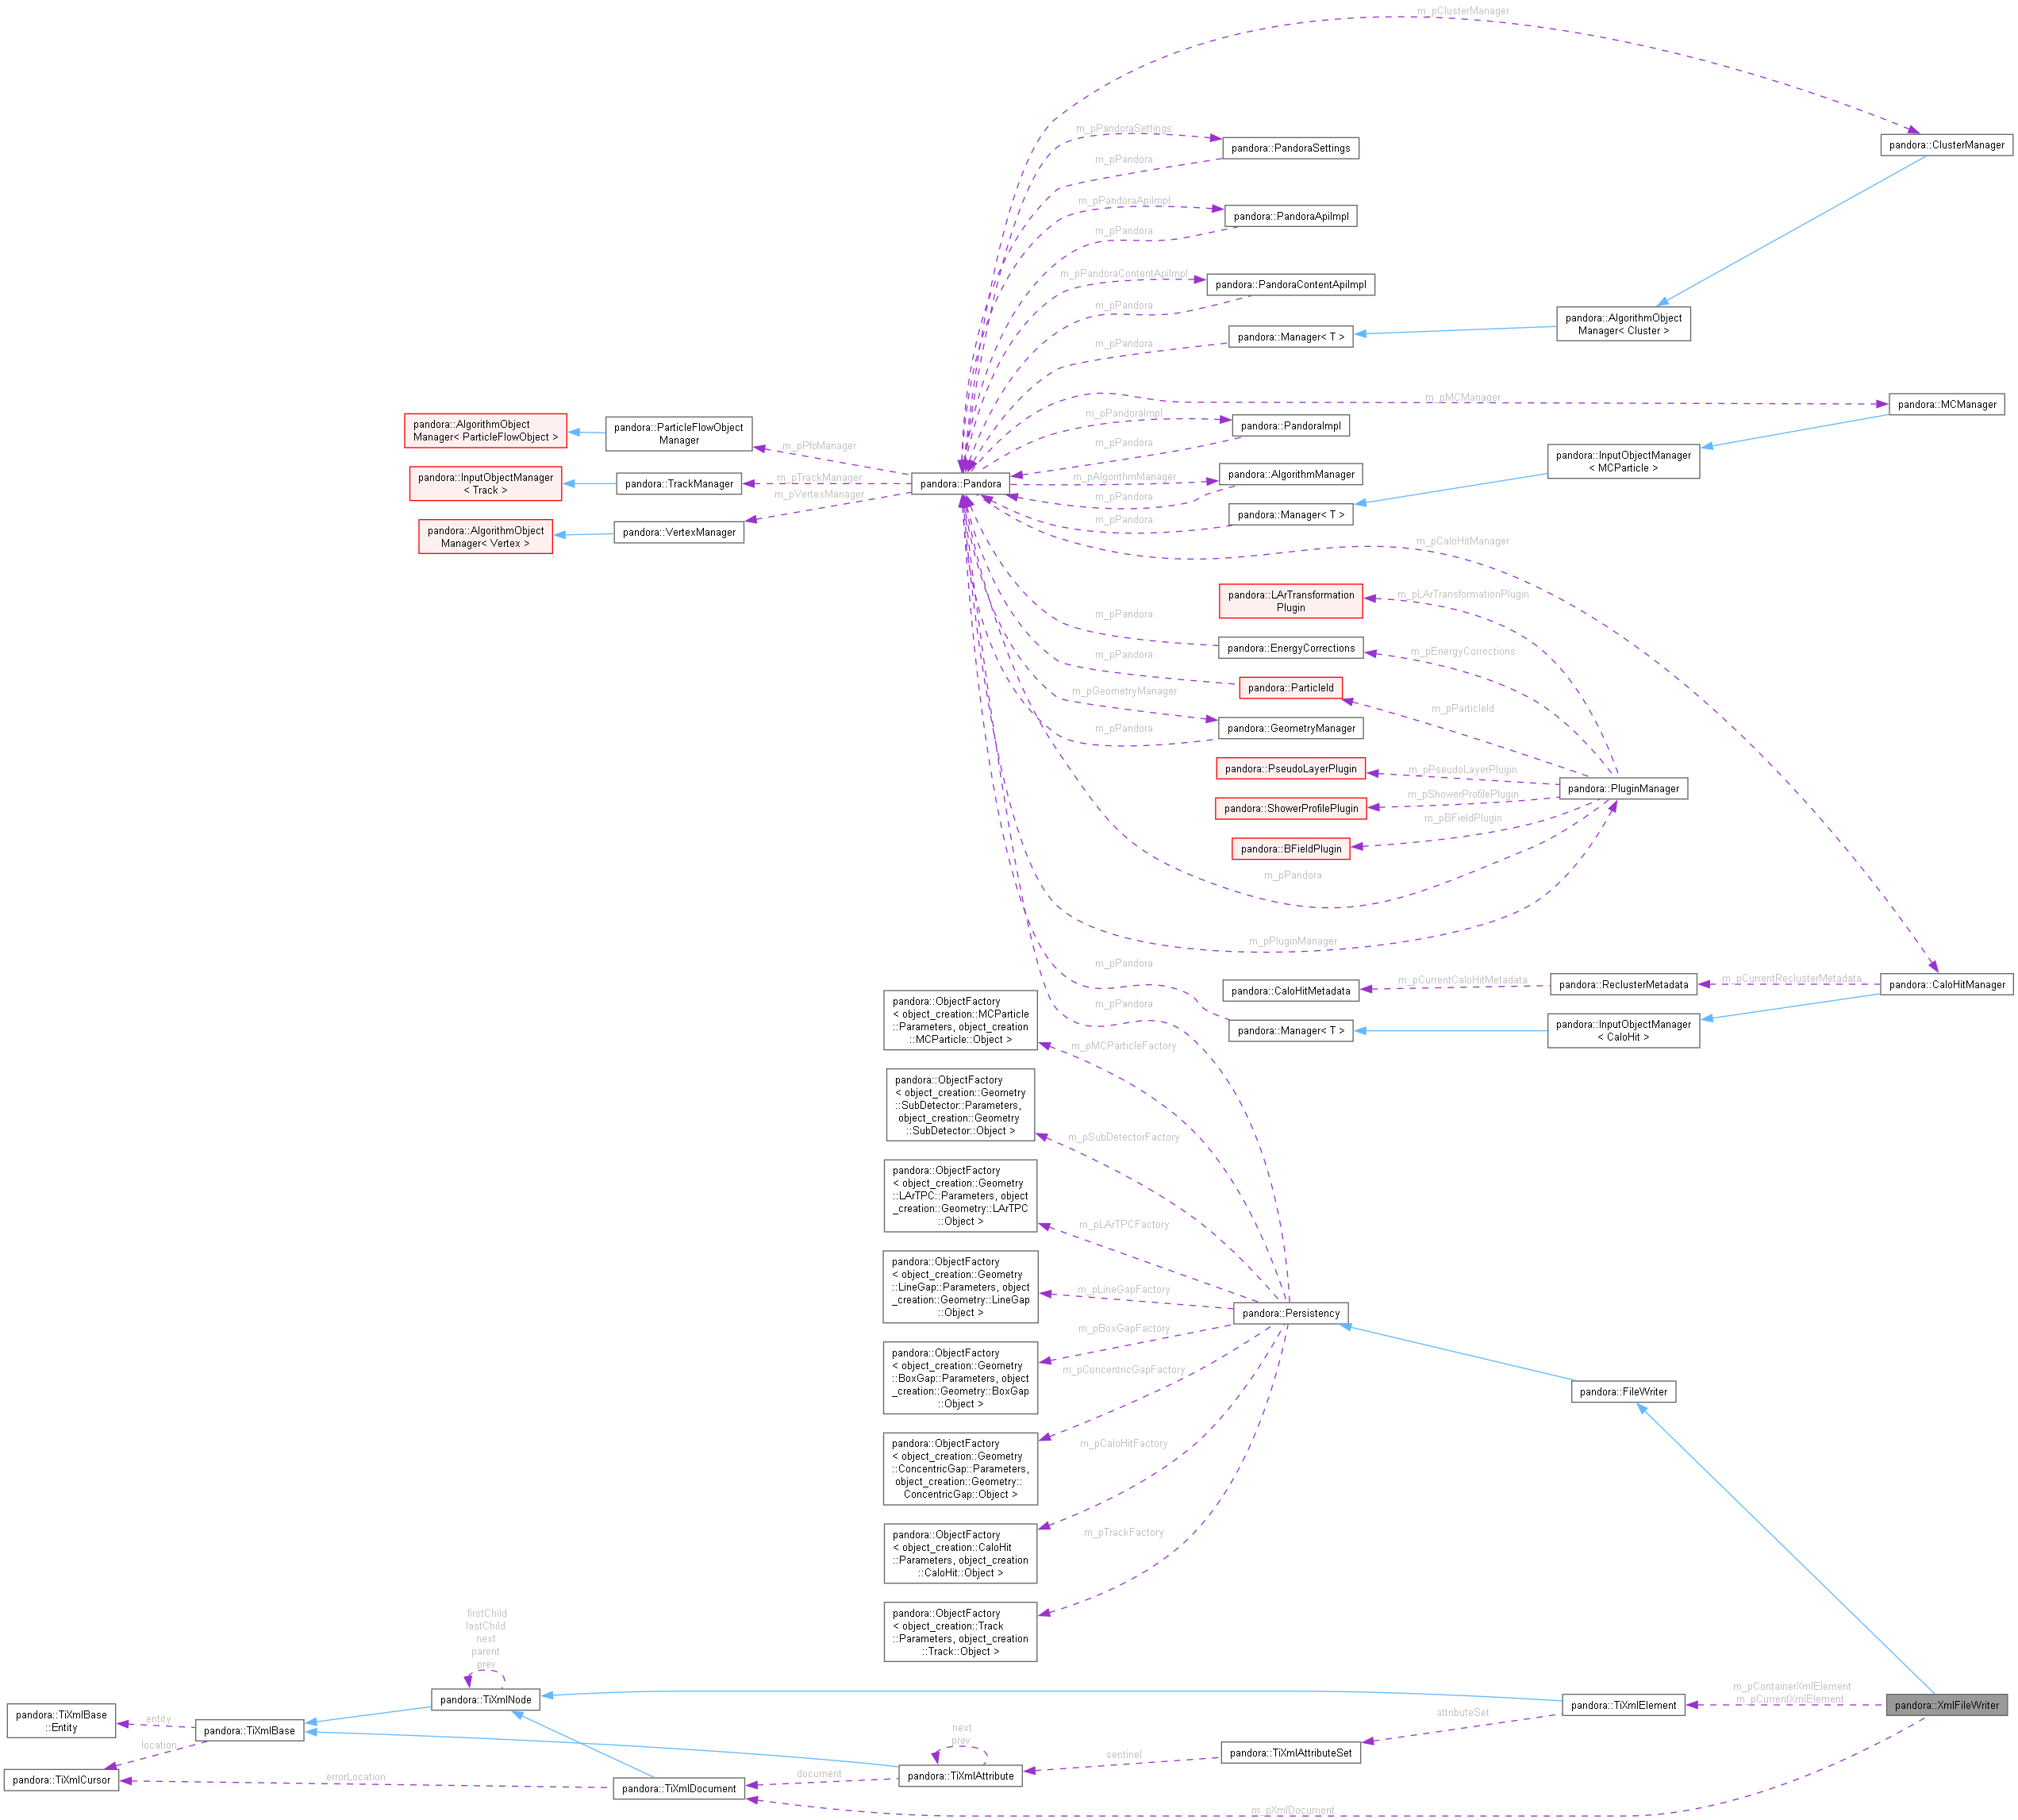 m_pClusterManager
m_pPandoraSettings
pandora::PandoraSettings
pandora::ClusterManager
m_pPandora
m_pPandoraApiImpl
pandora::PandoraApiImpl
m_pPandora
m_pPandoraContentApiImpl
pandora::PandoraContentApiImpl
m_pPandora
pandora::AlgorithmObject
Manager< Cluster >
pandora::Manager< T >
m_pPandora
m_pMCManager
pandora::MCManager
m_pPandoraImpl
pandora::PandoraImpl
m_pPandora
pandora::AlgorithmObject
Manager< ParticleFlowObject >
pandora::ParticleFlowObject
Manager
m_pPfoManager
pandora::InputObjectManager
< MCParticle >
pandora::InputObjectManager
< Track >
pandora::TrackManager
m_pTrackManager
pandora::Pandora
m_pAlgorithmManager
pandora::AlgorithmManager
m_pPandora
m_pVertexManager
pandora::Manager< T >
m_pPandora
pandora::AlgorithmObject
Manager< Vertex >
pandora::VertexManager
m_pCaloHitManager
pandora::LArTransformation
Plugin
m_pLArTransformationPlugin
m_pPandora
pandora::EnergyCorrections
m_pEnergyCorrections
m_pPandora
pandora::ParticleId
m_pParticleId
m_pGeometryManager
pandora::GeometryManager
m_pPandora
pandora::PseudoLayerPlugin
m_pPseudoLayerPlugin
pandora::PluginManager
pandora::ShowerProfilePlugin
m_pShowerProfilePlugin
m_pBFieldPlugin
pandora::BFieldPlugin
m_pPandora
m_pPluginManager
m_pPandora
pandora::CaloHitMetadata
m_pCurrentCaloHitMetadata
pandora::ReclusterMetadata
m_pCurrentReclusterMetadata
pandora::CaloHitManager
m_pPandora
pandora::Manager< T >
pandora::InputObjectManager
< CaloHit >
pandora::ObjectFactory
< object_creation::MCParticle
::Parameters, object_creation
::MCParticle::Object >
m_pMCParticleFactory
pandora::ObjectFactory
< object_creation::Geometry
::SubDetector::Parameters,
object_creation::Geometry
::SubDetector::Object >
m_pSubDetectorFactory
pandora::ObjectFactory
< object_creation::Geometry
::LArTPC::Parameters, object
_creation::Geometry::LArTPC
::Object >
m_pLArTPCFactory
pandora::ObjectFactory
< object_creation::Geometry
::LineGap::Parameters, object
_creation::Geometry::LineGap
::Object >
m_pLineGapFactory
pandora::Persistency
m_pBoxGapFactory
pandora::ObjectFactory
< object_creation::Geometry
::BoxGap::Parameters, object
_creation::Geometry::BoxGap
::Object >
m_pConcentricGapFactory
pandora::FileWriter
pandora::ObjectFactory
< object_creation::Geometry
::ConcentricGap::Parameters,
object_creation::Geometry::
ConcentricGap::Object >
m_pCaloHitFactory
pandora::ObjectFactory
< object_creation::CaloHit
::Parameters, object_creation
::CaloHit::Object >
m_pTrackFactory
pandora::ObjectFactory
< object_creation::Track
::Parameters, object_creation
::Track::Object >
firstChild
lastChild
next
parent
prev
pandora::TiXmlNode
pandora::TiXmlElement
m_pContainerXmlElement
m_pCurrentXmlElement
pandora::XmlFileWriter
pandora::TiXmlBase
::Entity
entity
pandora::TiXmlBase
attributeSet
location
next
prev
sentinel
pandora::TiXmlAttributeSet
pandora::TiXmlCursor
errorLocation
pandora::TiXmlDocument
document
pandora::TiXmlAttribute
m_pXmlDocument